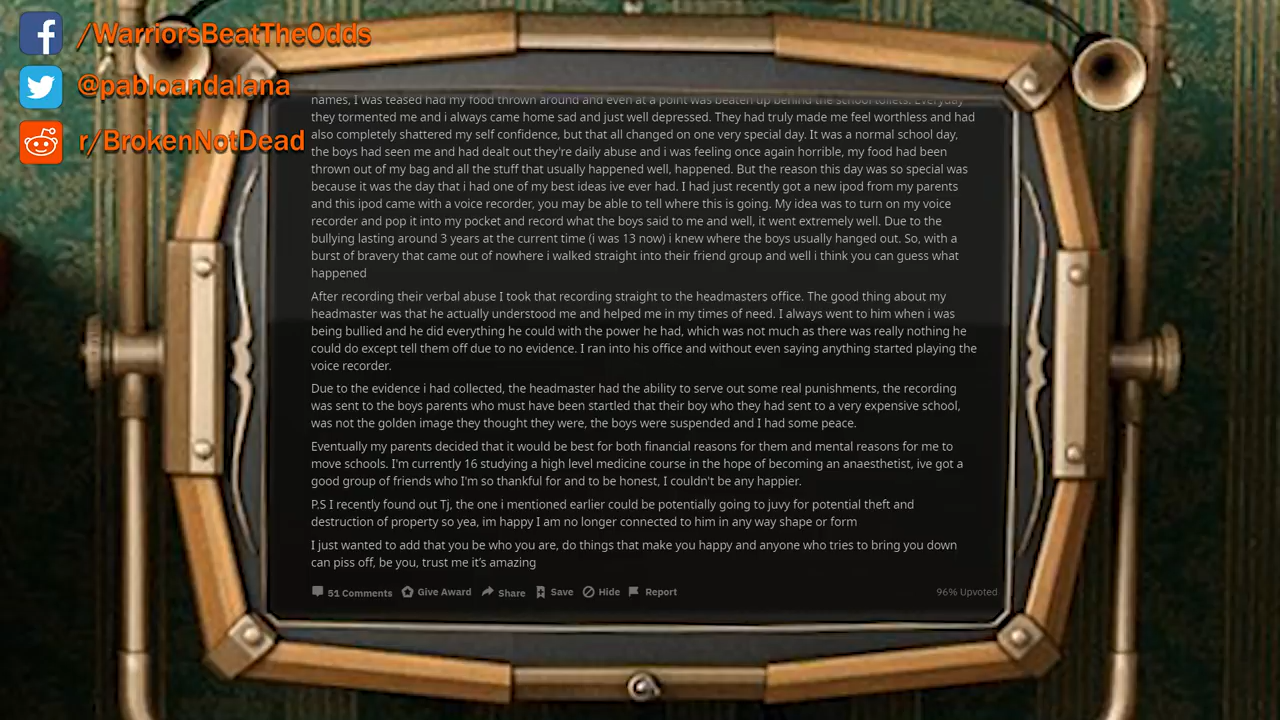 /WarriorsBeatTheOdds
@pabloandalana
r/BrokenNotDead
names, I was teased had my food thrown around and even at a point was beaten up behind the school toilets. Everyday
they tormented me and i always came home sad and just well depressed. They had truly made me feel worthless and had
also completely shattered my self confidence, but that all changed on one very special day. It was a normal school day,
the boys had seen me and had dealt out they're daily abuse and i was feeling once again horrible, my food had been
thrown out of my bag and all the stuff that usually happened well, happened. But the reason this day was so special was
because it was the day that i had one of my best ideas ive ever had. I had just recently got a new ipod from my parents
and this ipod came with a voice recorder, you may be able to tell where this is going. My idea was to turn on my voice
recorder and pop it into my pocket and record what the boys said to me and well, it went extremely well. Due to the
bullying lasting around 3 years at the current time (i was 13 now) i knew where the boys usually hanged out. So, with a
burst of bravery that came out of nowhere i walked straight into their friend group and well i think you can guess what
happened
After recording their verbal abuse I took that recording straight to the headmasters office. The good thing about my
headmaster was that he actually understood me and helped me in my times of need. I always went to him when i was
being bullied and he did everything he could with the power he had, which was not much as there was really nothing he
could do except tell them off due to no evidence. I ran into his office and without even saying anything started playing the
voice recorder.
Due to the evidence i had collected, the headmaster had the ability to serve out some real punishments, the recording
was sent to the boys parents who must have been startled that their boy who they had sent to a very expensive school,
was not the golden image they thought they were, the boys were suspended and I had some peace.
Eventually my parents decided that it would be best for both financial reasons for them and mental reasons for me to
move schools. I'm currently 16 studying a high level medicine course in the hope of becoming an anaesthetist, ive got a
good group of friends who I'm so thankful for and to be honest, I couldn't be any happier.
P.S I recently found out Tj, the one i mentioned earlier could be potentially going to juvy for potential theft and
destruction of property so yea, im happy I am no longer connected to him in any way shape or form
I just wanted to add that you be who you are, do things that make you happy and anyone who tries to bring you down
can piss off, be you, trust me it's amazing
51 Comments Give Award Share Save Hide Report 96% Upvoted